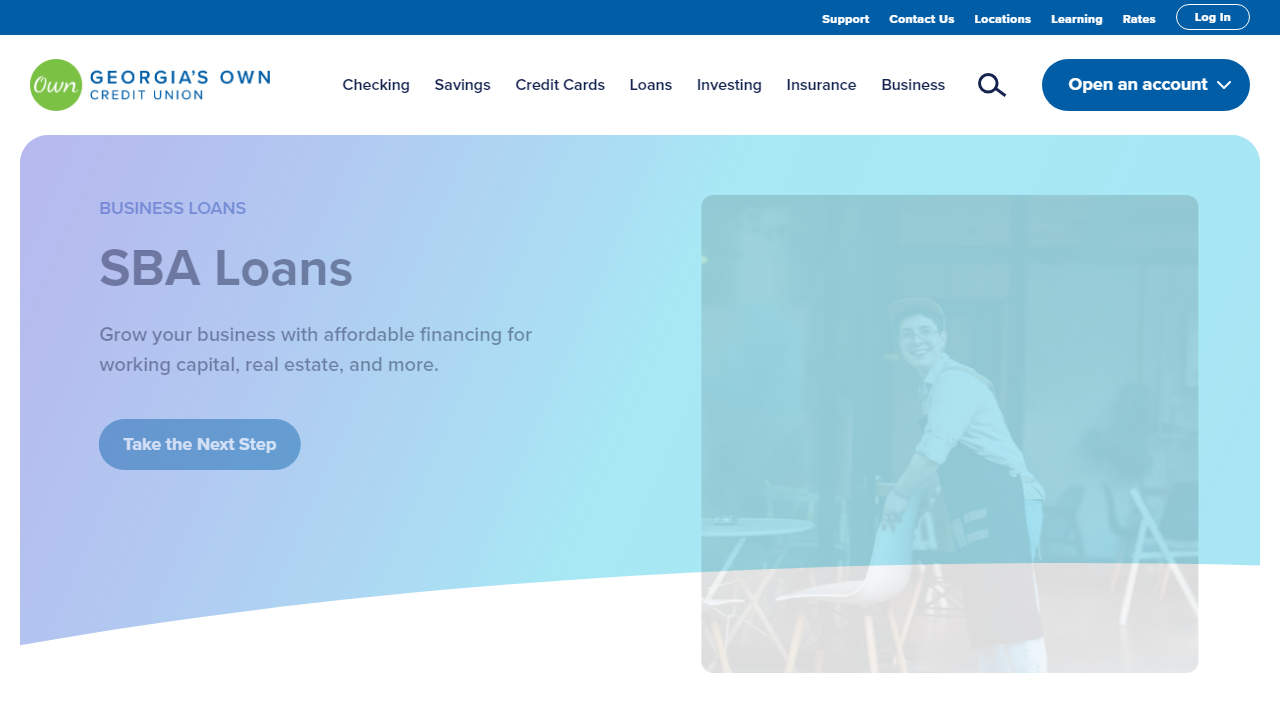 Support Contact Us Locations Learning Rates Log In
Own GEORGIA'S OWN
CREDIT UNION
Checking Savings Credit Cards Loans Investing Insurance Business Open an account
BUSINESS LOANS
SBA Loans
Grow your business with affordable financing for
working capital, real estate, and more.
Take the Next Step